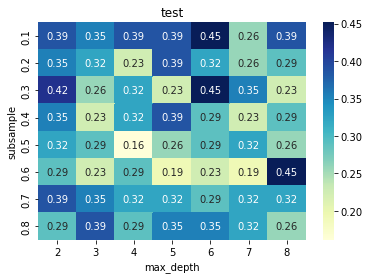 test
0.1 0.39 0.35 0.39 0.39 0.45 0.26 0.39
0.2 0.35 0.32 0.23 0.39 0.32 0.26 0.29
0.3 0.42 0.26 0.32 0.23 0.45 0.35 0.23
0.4 0.35 0.23 0.32 0.39 0.29 0.23 0.29
0.5 0.32 0.29 0.16 0.26 0.29 0.32 0.26
0.6 0.29 0.23 0.29 0.19 0.23 0.19 0.45
0.7 0.39 0.35 0.32 0.32 0.29 0.32 0.32
0.8 0.29 0.39 0.29 0.35 0.35 0.32 0.26
2 3 4 5 6 7 8
max_depth
subsample
0.45
0.40
0.35
0.30
0.25
0.20